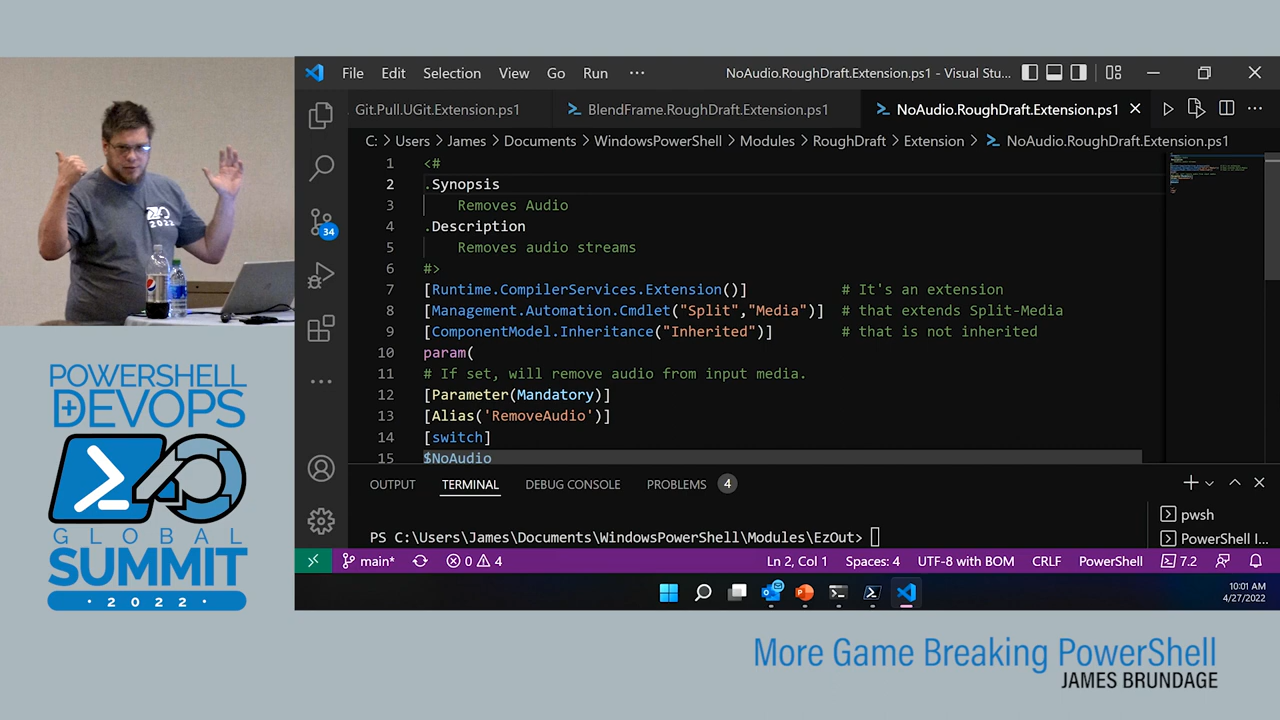 2022
POWERSHELL
DEVOPS
GLOBAL
SUMMIT
· 2022 ·
File Edit Selection View Go Run ···
NoAudio.RoughDraft.Extension.ps1 - Visual Stu...
Git.Pull.UGit.Extension.ps1 BlendFrame.RoughDraft.Extension.ps1 NoAudio.RoughDraft.Extension.ps1
C: > Users > James > Documents > WindowsPowerShell > Modules > RoughDraft > Extension > NoAudio.RoughDraft.Extension.ps1
1 <#
2 .Synopsis
3 Removes Audio
4 .Description
5 Removes audio streams
6 #>
7 [Runtime.CompilerServices.Extension()] # It's an extension
8 [Management.Automation.Cmdlet("Split","Media")] # that extends Split-Media
9 [ComponentModel.Inheritance("Inherited")] # that is not inherited
10 param(
11 # If set, will remove audio from input media.
12 [Parameter(Mandatory)]
13 [Alias('RemoveAudio')]
14 [switch]
15 $NoAudio
34
OUTPUT TERMINAL DEBUG CONSOLE PROBLEMS 4
PS C:\Users\James\Documents\WindowsPowerShell\Modules\EzOut>
pwsh
PowerShell I...
main* 0 4 Ln 2, Col 1 Spaces: 4 UTF-8 with BOM CRLF PowerShell 7.2
10:01 AM
4/27/2022
More Game Breaking PowerShell
JAMES BRUNDAGE